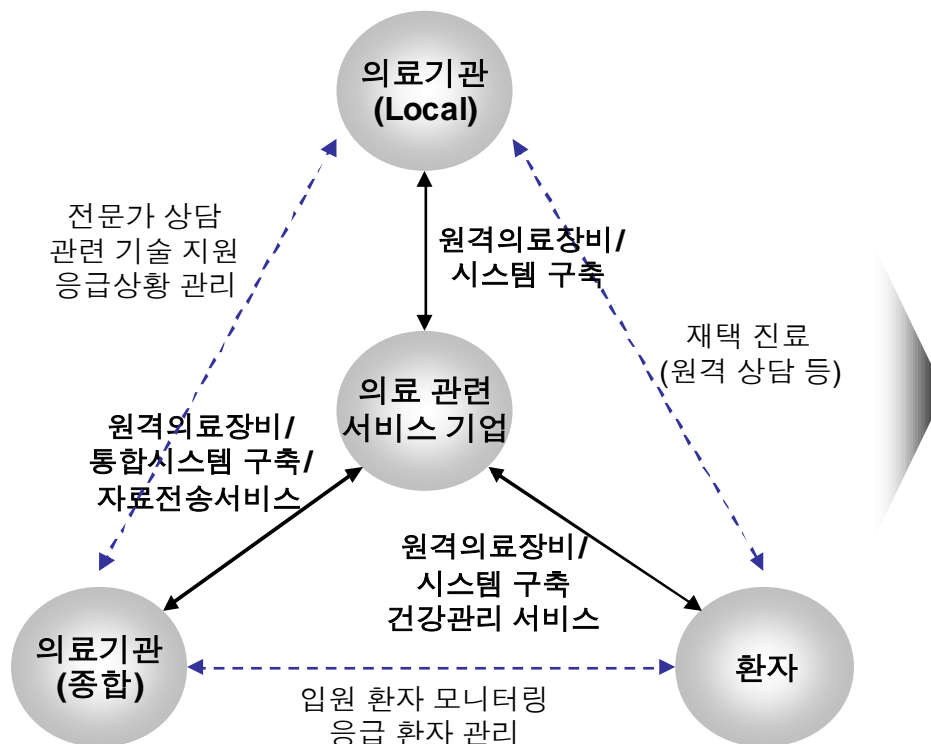 의료기관
(Local)
전문가 상담
관련 기술 지원
응급상황 관리
원격의료장비/
시스템 구축
재택 진료
(원격 상담 등)
의료 관련
서비스 기업
원격의료장비/
통합시스템 구축/
자료전송서비스
원격의료장비/
시스템 구축
건강관리 서비스
의료기관
(종합)
환자
입원 환자 모니터링
응급 환자 관리